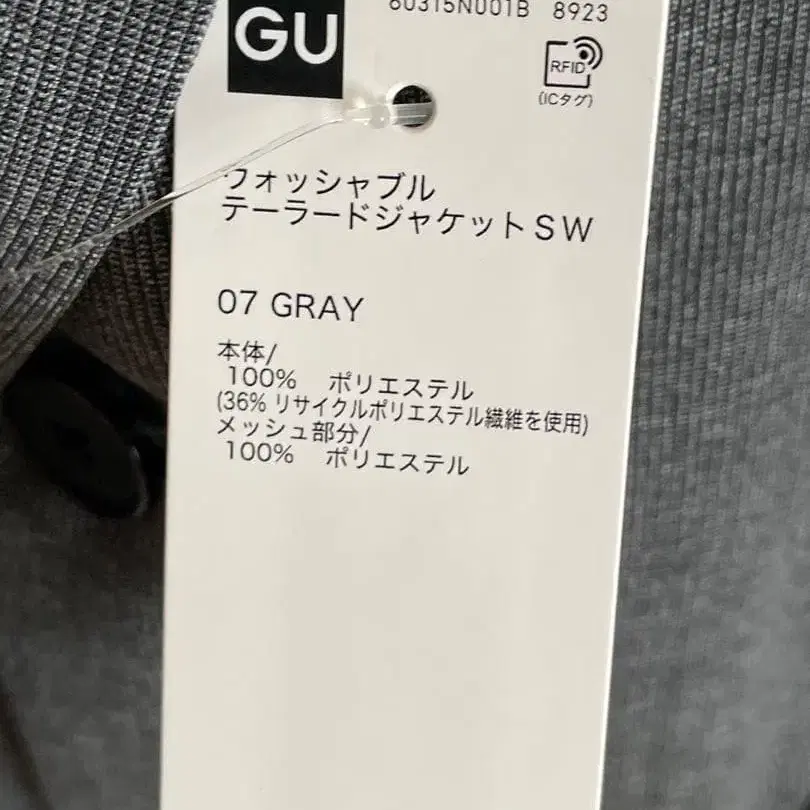 GU
60315N001B 8923
RFID
(ICタグ)
ウォッシャブル
テーラードジャケットSW
07 GRAY
本体/
100% ポリエステル
(36% リサイクルポリエステル繊維を使用)
メッシュ部分/
100% ポリエステル